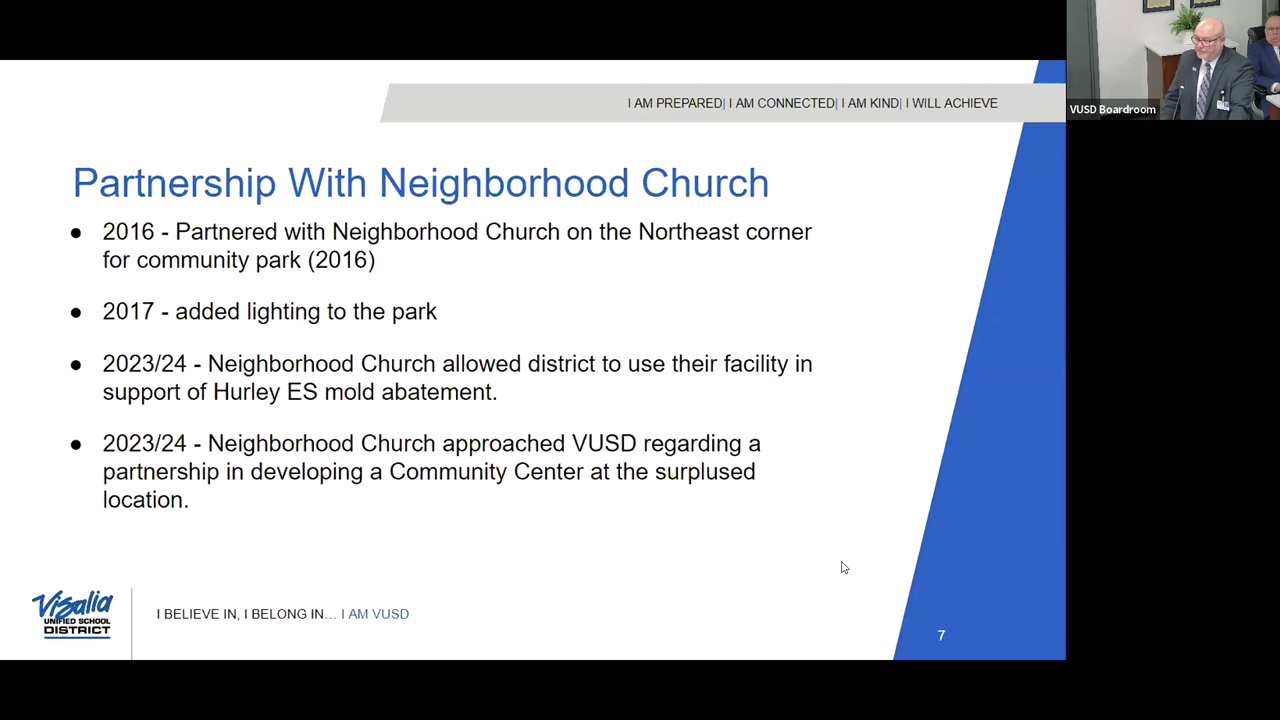 I AM PREPARED| I AM CONNECTED| I AM KIND| I WILL ACHIEVE
VUSD Boardroom
Partnership With Neighborhood Church
● 2016 - Partnered with Neighborhood Church on the Northeast corner
for community park (2016)
● 2017 - added lighting to the park
● 2023/24 - Neighborhood Church allowed district to use their facility in
support of Hurley ES mold abatement.
● 2023/24 - Neighborhood Church approached VUSD regarding a
partnership in developing a Community Center at the surplused
location.
Visalia
UNIFIED SCHOOL
DISTRICT
I BELIEVE IN, I BELONG IN... I AM VUSD
7